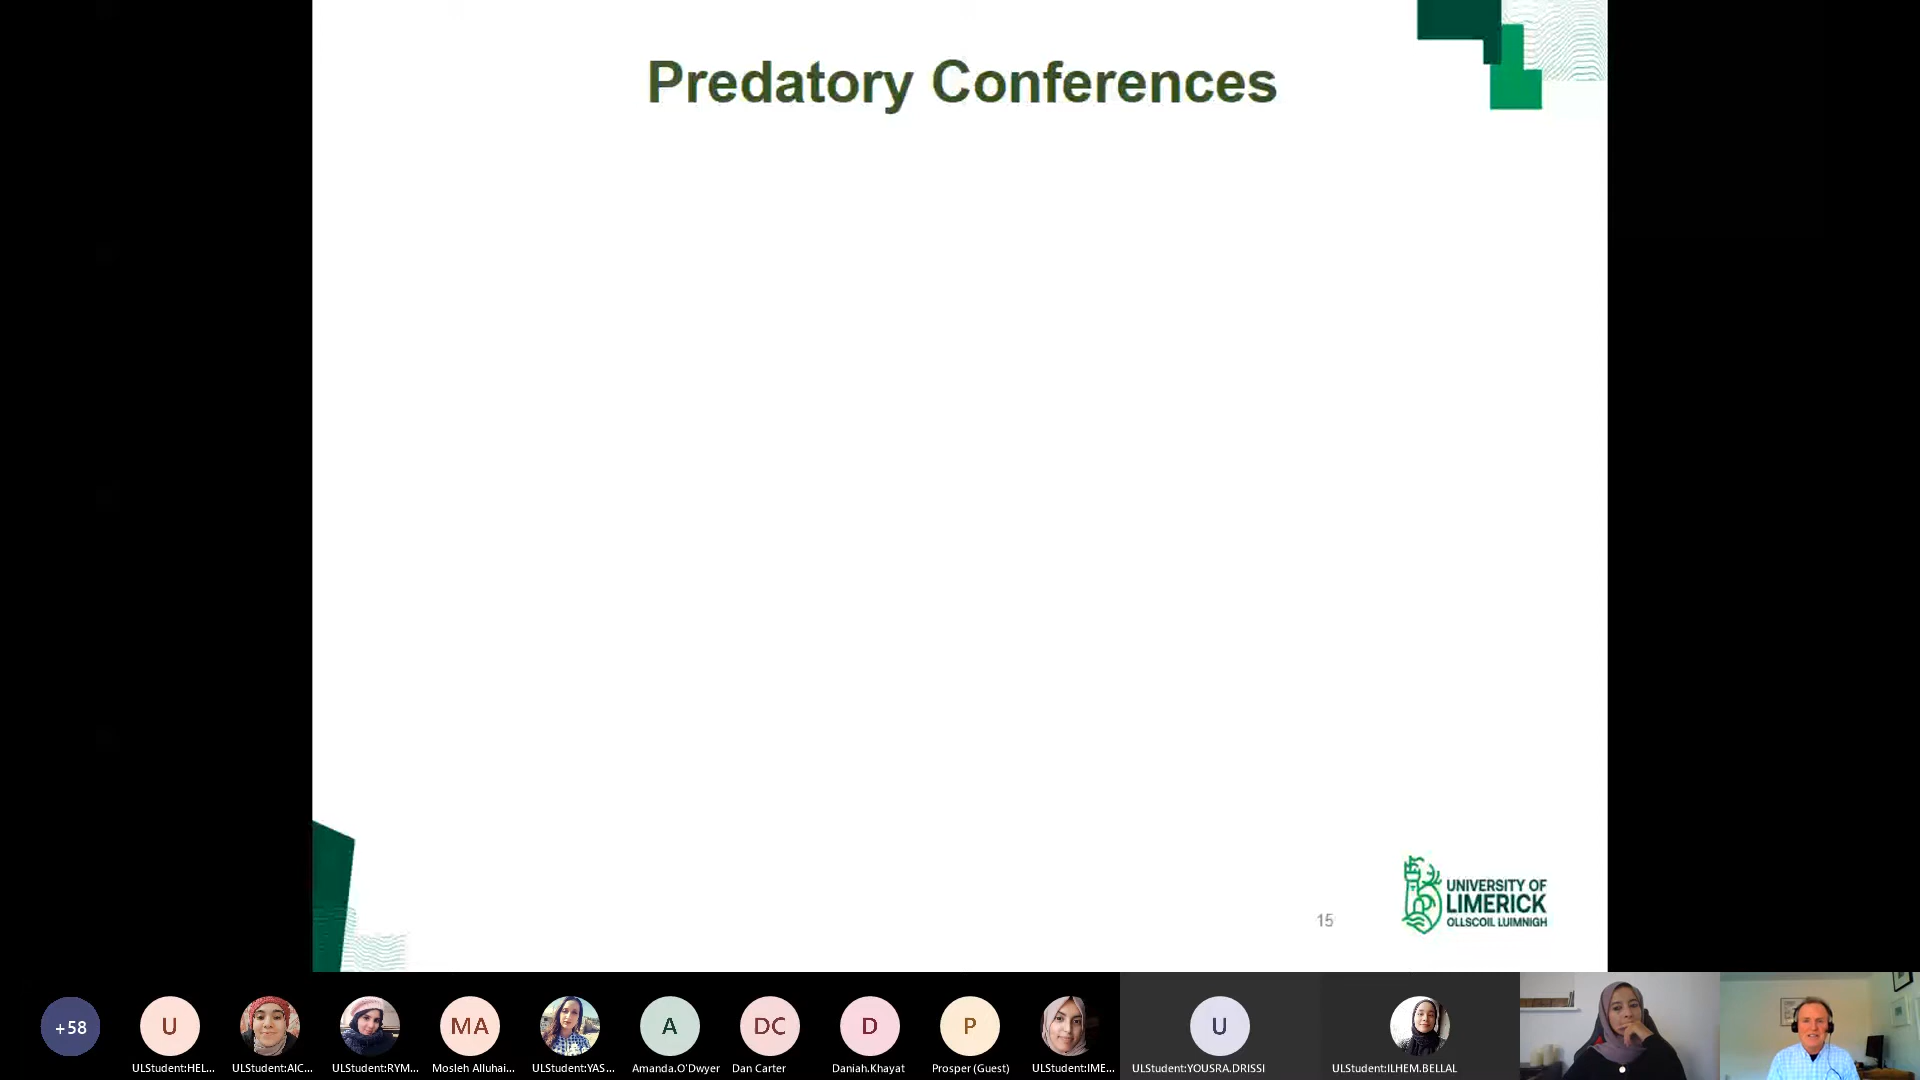 Predatory Conferences
15
UNIVERSITY OF
LIMERICK
OLLSCOIL LUIMNIGH
+58
U
MA
A
DC
D
P
U
ULStudent:HEL...
ULStudent:AIC...
ULStudent:RYM...
Mosleh Alluhai...
ULStudent:YAS...
Amanda.O'Dwyer
Dan Carter
Daniah.Khayat
Prosper (Guest)
ULStudent:IME...
ULStudent:YOUSRA.DRISSI
ULStudent:ILHEM.BELLAL